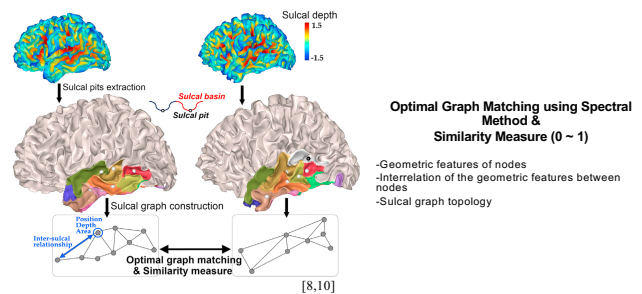 Sulcal depth
1.5
-1.5
Sulcal pits extraction
Sulcal basin
Sulcal pit
Sulcal graph construction
Position
Depth
Area
Inter-sulcal
relationship
Optimal graph matching
& Similarity measure
[8,10]
Optimal Graph Matching using Spectral
Method &
Similarity Measure (0 ~ 1)
-Geometric features of nodes
-Interrelation of the geometric features between
nodes
-Sulcal graph topology